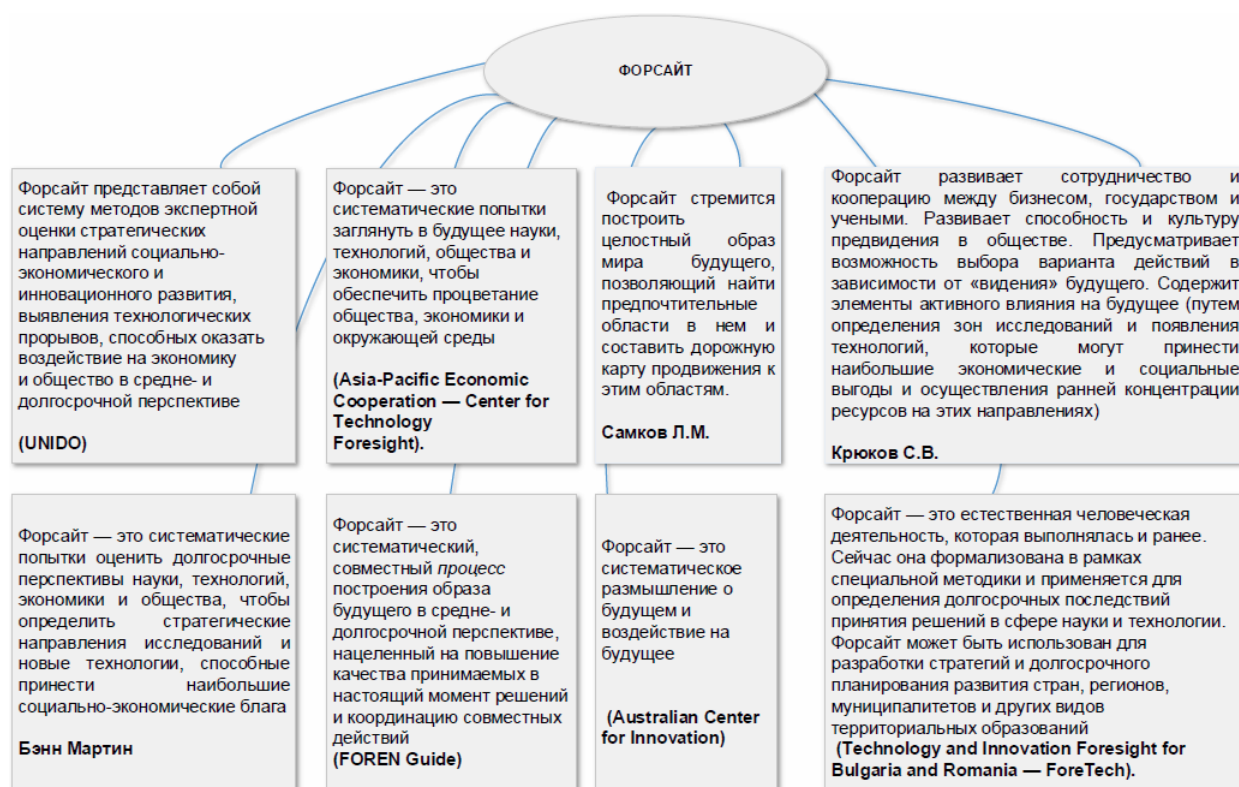 ФОРСАЙТ
Форсайт представляет собой
систему методов экспертной
оценки стратегических
направлений социально-
экономического и
инновационного развития,
выявления технологических
прорывов, способных оказать
воздействие на экономику
и общество в средне- и
долгосрочной перспективе
(UNIDO)
Форсайт — это
систематические попытки
заглянуть в будущее науки,
технологий, общества и
экономики, чтобы
обеспечить процветание
общества, экономики и
окружающей среды
(Asia-Pacific Economic
Cooperation — Center for
Technology
Foresight).
Форсайт стремится
построить
целостный образ
мира будущего,
позволяющий найти
предпочтительные
области в нем и
составить дорожную
карту продвижения к
этим областям.
Самков Л.М.
Форсайт развивает сотрудничество и
кооперацию между бизнесом, государством и
учеными. Развивает способность и культуру
предвидения в обществе. Предусматривает
возможность выбора варианта действий в
зависимости от «видения» будущего. Содержит
элементы активного влияния на будущее (путем
определения зон исследований и появления
технологий, которые могут принести
наибольшие экономические и социальные
выгоды и осуществления ранней концентрации
ресурсов на этих направлениях)
Крюков С.В.
Форсайт — это систематические
попытки оценить долгосрочные
перспективы науки, технологий,
экономики и общества, чтобы
определить стратегические
направления исследований и
новые технологии, способные
принести наибольшие
социально-экономические блага
Бэнн Мартин
Форсайт — это
систематический,
совместный процесс
построения образа
будущего в средне- и
долгосрочной перспективе,
нацеленный на повышение
качества принимаемых в
настоящий момент решений
и координацию совместных
действий
(FOREN Guide)
Форсайт — это
систематическое
размышление о
будущем и
воздействие на
будущее
(Australian Center
for Innovation)
Форсайт — это естественная человеческая
деятельность, которая выполнялась и ранее.
Сейчас она формализована в рамках
специальной методики и применяется для
определения долгосрочных последствий
принятия решений в сфере науки и технологии.
Форсайт может быть использован для
разработки стратегий и долгосрочного
планирования развития стран, регионов,
муниципалитетов и других видов
территориальных образований
(Technology and Innovation Foresight for
Bulgaria and Romania — ForeTech).